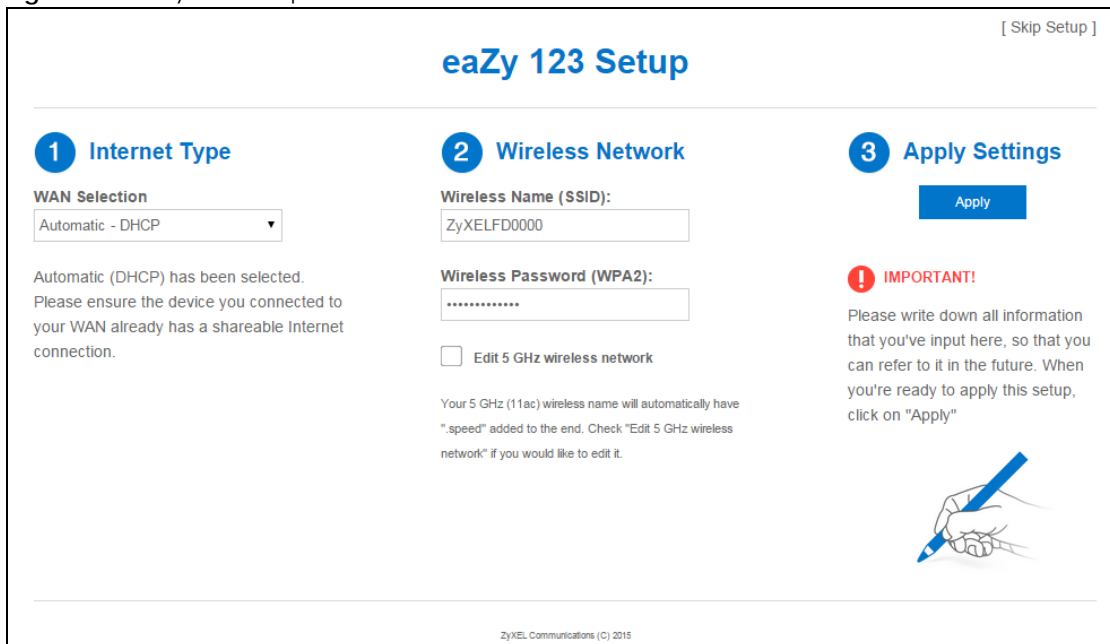 [ Skip Setup ]
eaZy 123 Setup
1 Internet Type
WAN Selection
Automatic - DHCP
Automatic (DHCP) has been selected.
Please ensure the device you connected to
your WAN already has a shareable Internet
connection.
2 Wireless Network
Wireless Name (SSID):
ZyXELFD0000
Wireless Password (WPA2):
•••••••••••••
Edit 5 GHz wireless network
Your 5 GHz (11ac) wireless name will automatically have
".speed" added to the end. Check "Edit 5 GHz wireless
network" if you would like to edit it.
3 Apply Settings
Apply
! IMPORTANT!
Please write down all information
that you've input here, so that you
can refer to it in the future. When
you're ready to apply this setup,
click on "Apply"
ZyXEL Communications (C) 2015